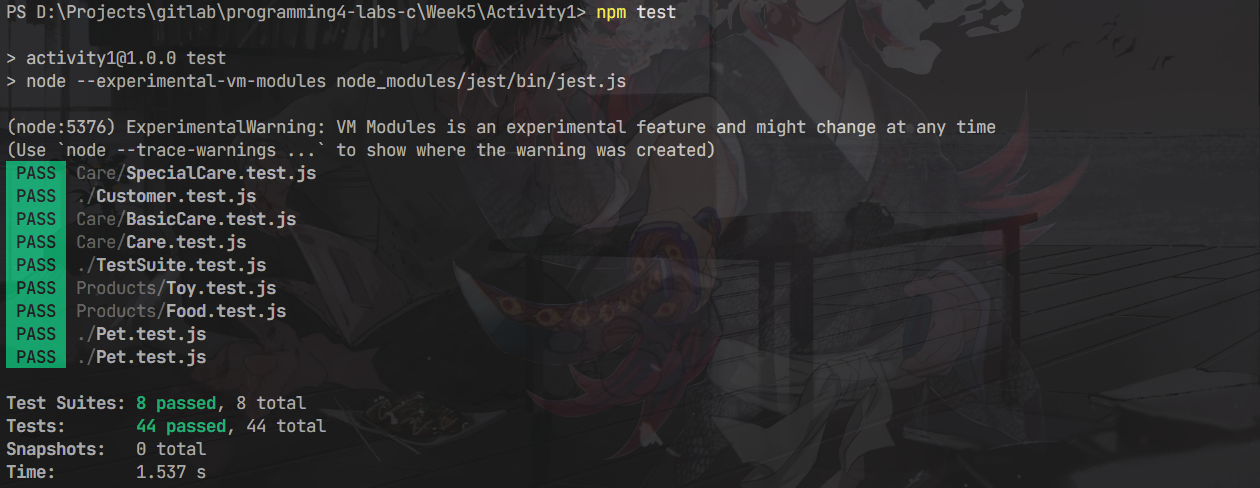 PS D:\Projects\gitlab\programming4-labs-c\Week5\Activity1> npm test
> activity1@1.0.0 test
> node --experimental-vm-modules node_modules/jest/bin/jest.js
(node:5376) ExperimentalWarning: VM Modules is an experimental feature and might change at any time
(Use `node --trace-warnings ...` to show where the warning was created)
PASS Care/SpecialCare.test.js
PASS ./Customer.test.js
PASS Care/BasicCare.test.js
PASS Care/Care.test.js
PASS ./TestSuite.test.js
PASS Products/Toy.test.js
PASS Products/Food.test.js
PASS ./Pet.test.js
PASS ./Pet.test.js
Test Suites: 8 passed, 8 total
Tests: 44 passed, 44 total
Snapshots: 0 total
Time: 1.537 s